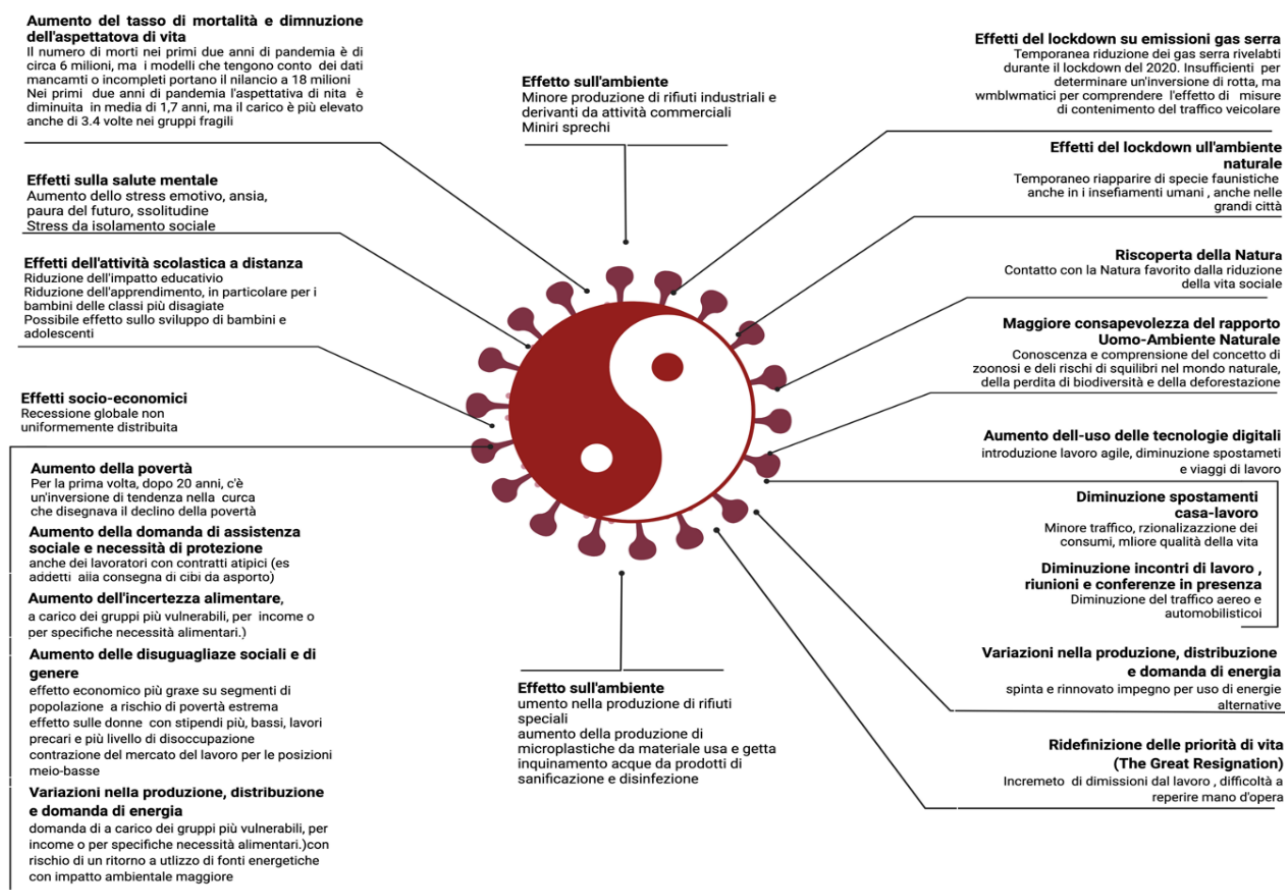 Aumento del tasso di mortalità e dimnuzione
dell'aspettatova di vita
Il numero di morti nei primi due anni di pandemia è di
circa 6 milioni, ma i modelli che tengono conto dei dati
mancamti o incompleti portano il nilancio a 18 milioni
Nei primi due anni di pandemia l'aspettativa di nita è
diminuita in media di 1,7 anni, ma il carico è più elevato
anche di 3.4 volte nei gruppi fragili
Effetti sulla salute mentale
Aumento dello stress emotivo, ansia,
paura del futuro, ssolitudine
Stress da isolamento sociale
Effetti dell'attività scolastica a distanza
Riduzione dell'impatto educativo
Riduzione dell'apprendimento, in particolare per i
bambini delle classi più disagiate
Possibile effetto sullo sviluppo di bambini e
adolescenti
Effetti socio-economici
Recessione globale non
uniformemente distribuita
Aumento della povertà
Per la prima volta, dopo 20 anni, c'è
un'inversione di tendenza nella curca
che disegnava il declino della povertà
Aumento della domanda di assistenza
sociale e necessità di protezione
anche dei lavoratori con contratti atipici (es
addetti alia consegna di cibi da asporto)
Aumento dell'incertezza alimentare,
a carico dei gruppi più vulnerabili, per income o
per specifiche necessità alimentari.)
Aumento delle disuguagliaze sociali e di
genere
effetto economico più graxe su segmenti di
popolazione a rischio di povertà estrema
effetto sulle donne con stipendi più, bassi, lavori
precari e più livello di disoccupazione
contrazione del mercato del lavoro per le posizioni
meio-basse
Variazioni nella produzione, distribuzione
e domanda di energia
domanda di a carico dei gruppi più vulnerabili, per
income o per specifiche necessità alimentari.)con
rischio di un ritorno a utlizzo di fonti energetiche
con impatto ambientale maggiore
Effetto sull'ambiente
Minore produzione di rifiuti industriali e
derivanti da attività commerciali
Miniri sprechi
Effetto sull'ambiente
umento nella produzione di rifiuti
speciali
aumento della produzione di
microplastiche da materiale usa e getta
inquinamento acque da prodotti di
sanificazione e disinfezione
Effetti del lockdown su emissioni gas serra
Temporanea riduzione dei gas serra rivelabti
durante il lockdown del 2020. Insufficienti per
determinare un'inversione di rotta, ma
wmblwmatici per comprendere l'effetto di misure
di contenimento del traffico veicolare
Effetti del lockdown ull'ambiente
naturale
Temporaneo riapparire di specie faunistiche
anche in i insefiamenti umani , anche nelle
grandi città
Riscoperta della Natura
Contatto con la Natura favorito dalla riduzione
della vita sociale
Maggiore consapevolezza del rapporto
Uomo-Ambiente Naturale
Conoscenza e comprensione del concetto di
zoonosi e deli rischi di squilibri nel mondo naturale,
della perdita di biodiversità e della deforestazione
Aumento dell-uso delle tecnologie digitali
introduzione lavoro agile, diminuzione spostameti
e viaggi di lavoro
Diminuzione spostamenti
casa-lavoro
Minore traffico, rzionalizazzione dei
consumi, mliore qualità della vita
Diminuzione incontri di lavoro ,
riunioni e conferenze in presenza
Diminuzione del traffico aereo e
automobilisticoi
Variazioni nella produzione, distribuzione
e domanda di energia
spinta e rinnovato impegno per uso di energie
alternative
Ridefinizione delle priorità di vita
(The Great Resignation)
Incremeto di dimissioni dal lavoro , difficoltà a
reperire mano d'opera